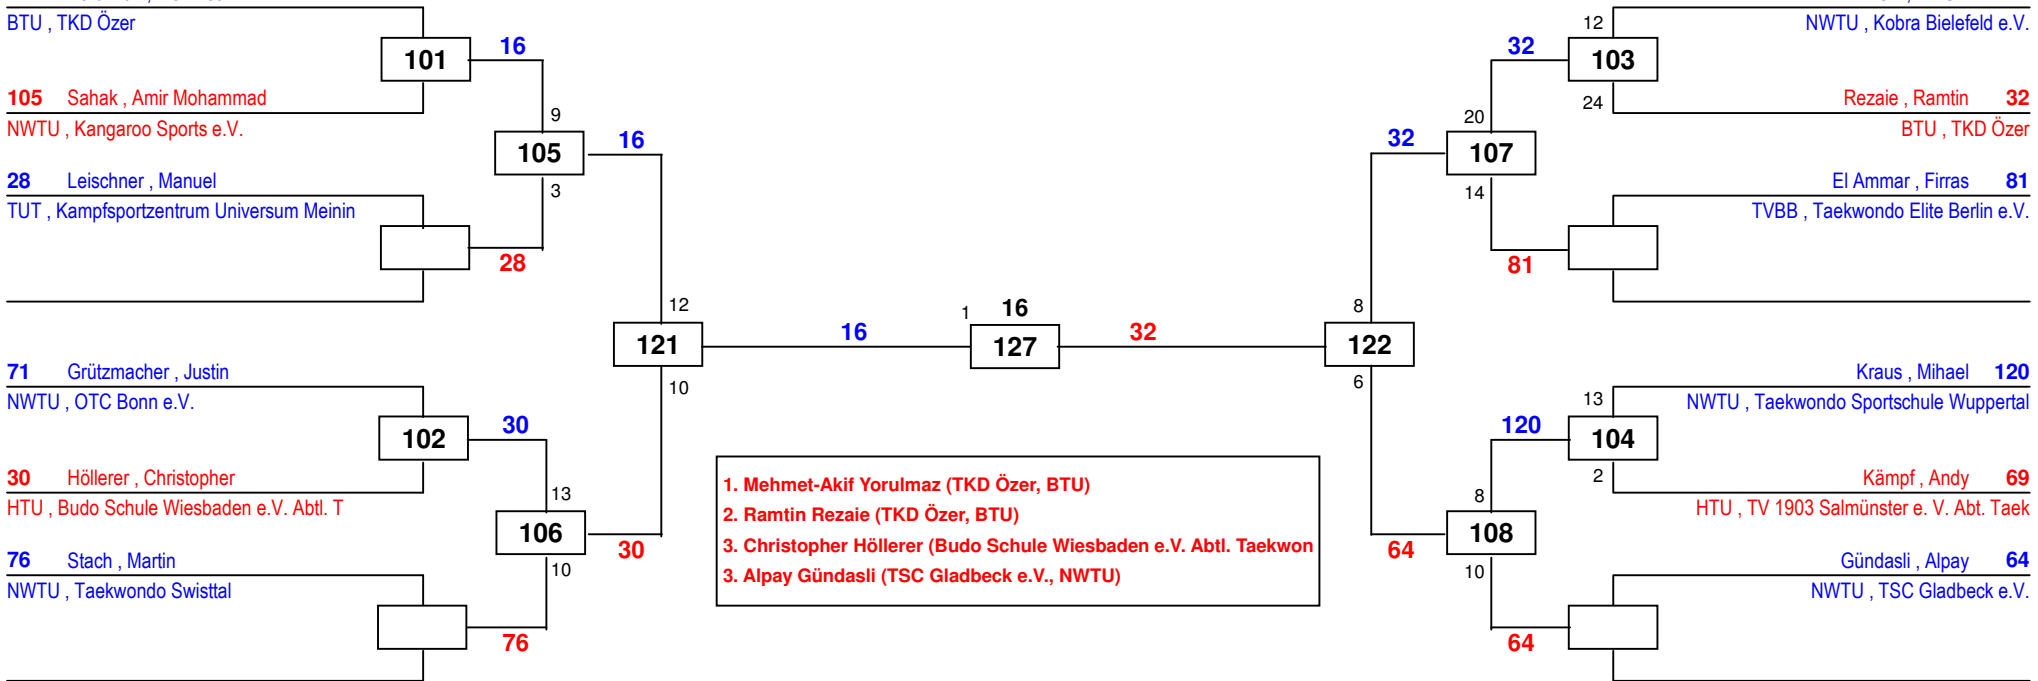 BTU , TKD Özer
101
16
105 Sahak , Amir Mohammad
NWTU , Kangaroo Sports e.V.
9
105
16
3
28 Leischner , Manuel
TUT , Kampfsportzentrum Universum Meinin
28
12
121
16
10
71 Grützmacher , Justin
NWTU , OTC Bonn e.V.
102
30
30 Höllerer , Christopher
HTU , Budo Schule Wiesbaden e.V. Abtl. T
13
106
30
10
76 Stach , Martin
NWTU , Taekwondo Swisttal
76
1
16
127
32
1. Mehmet-Akif Yorulmaz (TKD Özer, BTU)
2. Ramtin Rezaie (TKD Özer, BTU)
3. Christopher Höllerer (Budo Schule Wiesbaden e.V. Abtl. Taekwon
3. Alpay Gündasli (TSC Gladbeck e.V., NWTU)
12
NWTU , Kobra Bielefeld e.V.
32
103
24
Rezaie , Ramtin 32
BTU , TKD Özer
20
32
107
14
El Ammar , Firras 81
TVBB , Taekwondo Elite Berlin e.V.
81
8
122
6
Kraus , Mihael 120
13
NWTU , Taekwondo Sportschule Wuppertal
120
104
2
Kämpf , Andy 69
HTU , TV 1903 Salmünster e. V. Abt. Taek
8
108
64
10
Gündasli , Alpay 64
NWTU , TSC Gladbeck e.V.
64